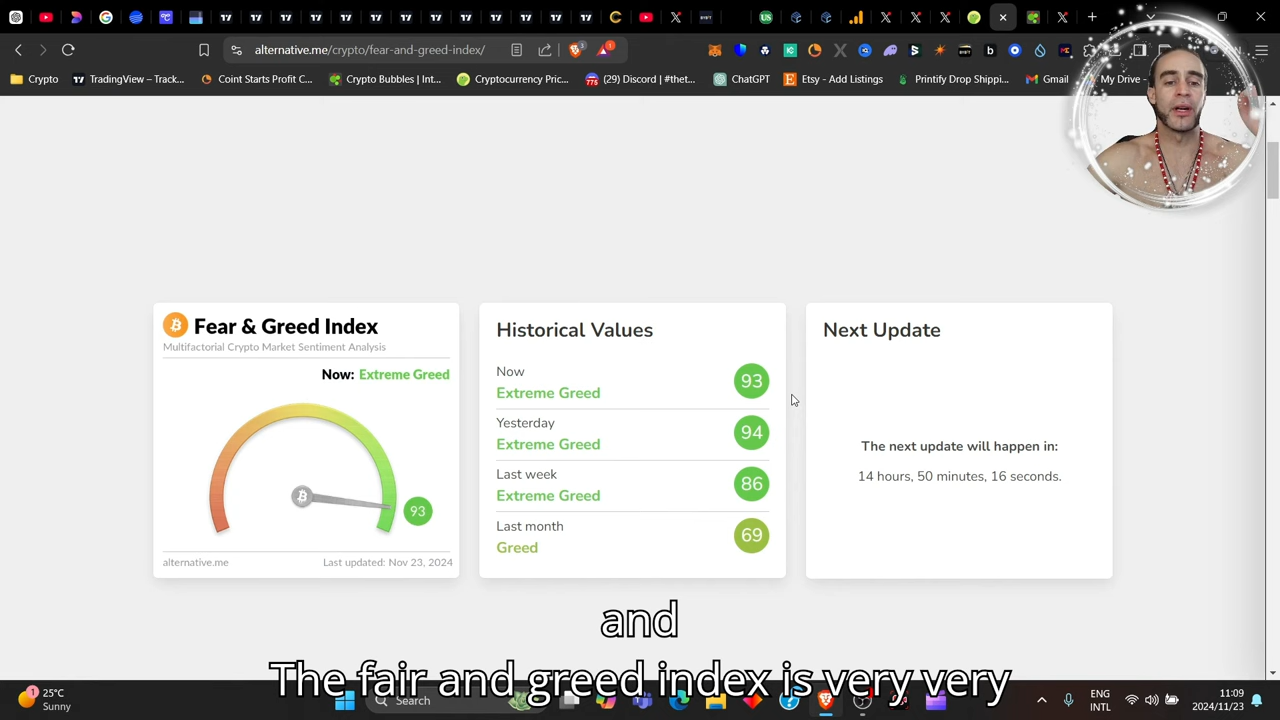 alternative.me/crypto/fear-and-greed-index/
Crypto
TradingView – Track...
Coint Starts Profit C...
Crypto Bubbles | Int...
Cryptocurrency Pric...
(29) Discord | #thet...
ChatGPT
Etsy - Add Listings
Printify Drop Shippi...
Gmail
My Drive -
Fear & Greed Index
Multifactorial Crypto Market Sentiment Analysis
Now: Extreme Greed
93
alternative.me
Last updated: Nov 23, 2024
Historical Values
Now
Extreme Greed
93
Yesterday
Extreme Greed
94
Last week
Extreme Greed
86
Last month
Greed
69
Next Update
The next update will happen in:
14 hours, 50 minutes, 16 seconds.
and
The fair and greed index is very very
1
25°C
Sunny
Search
ENG
INTL
11:09
2024/11/23